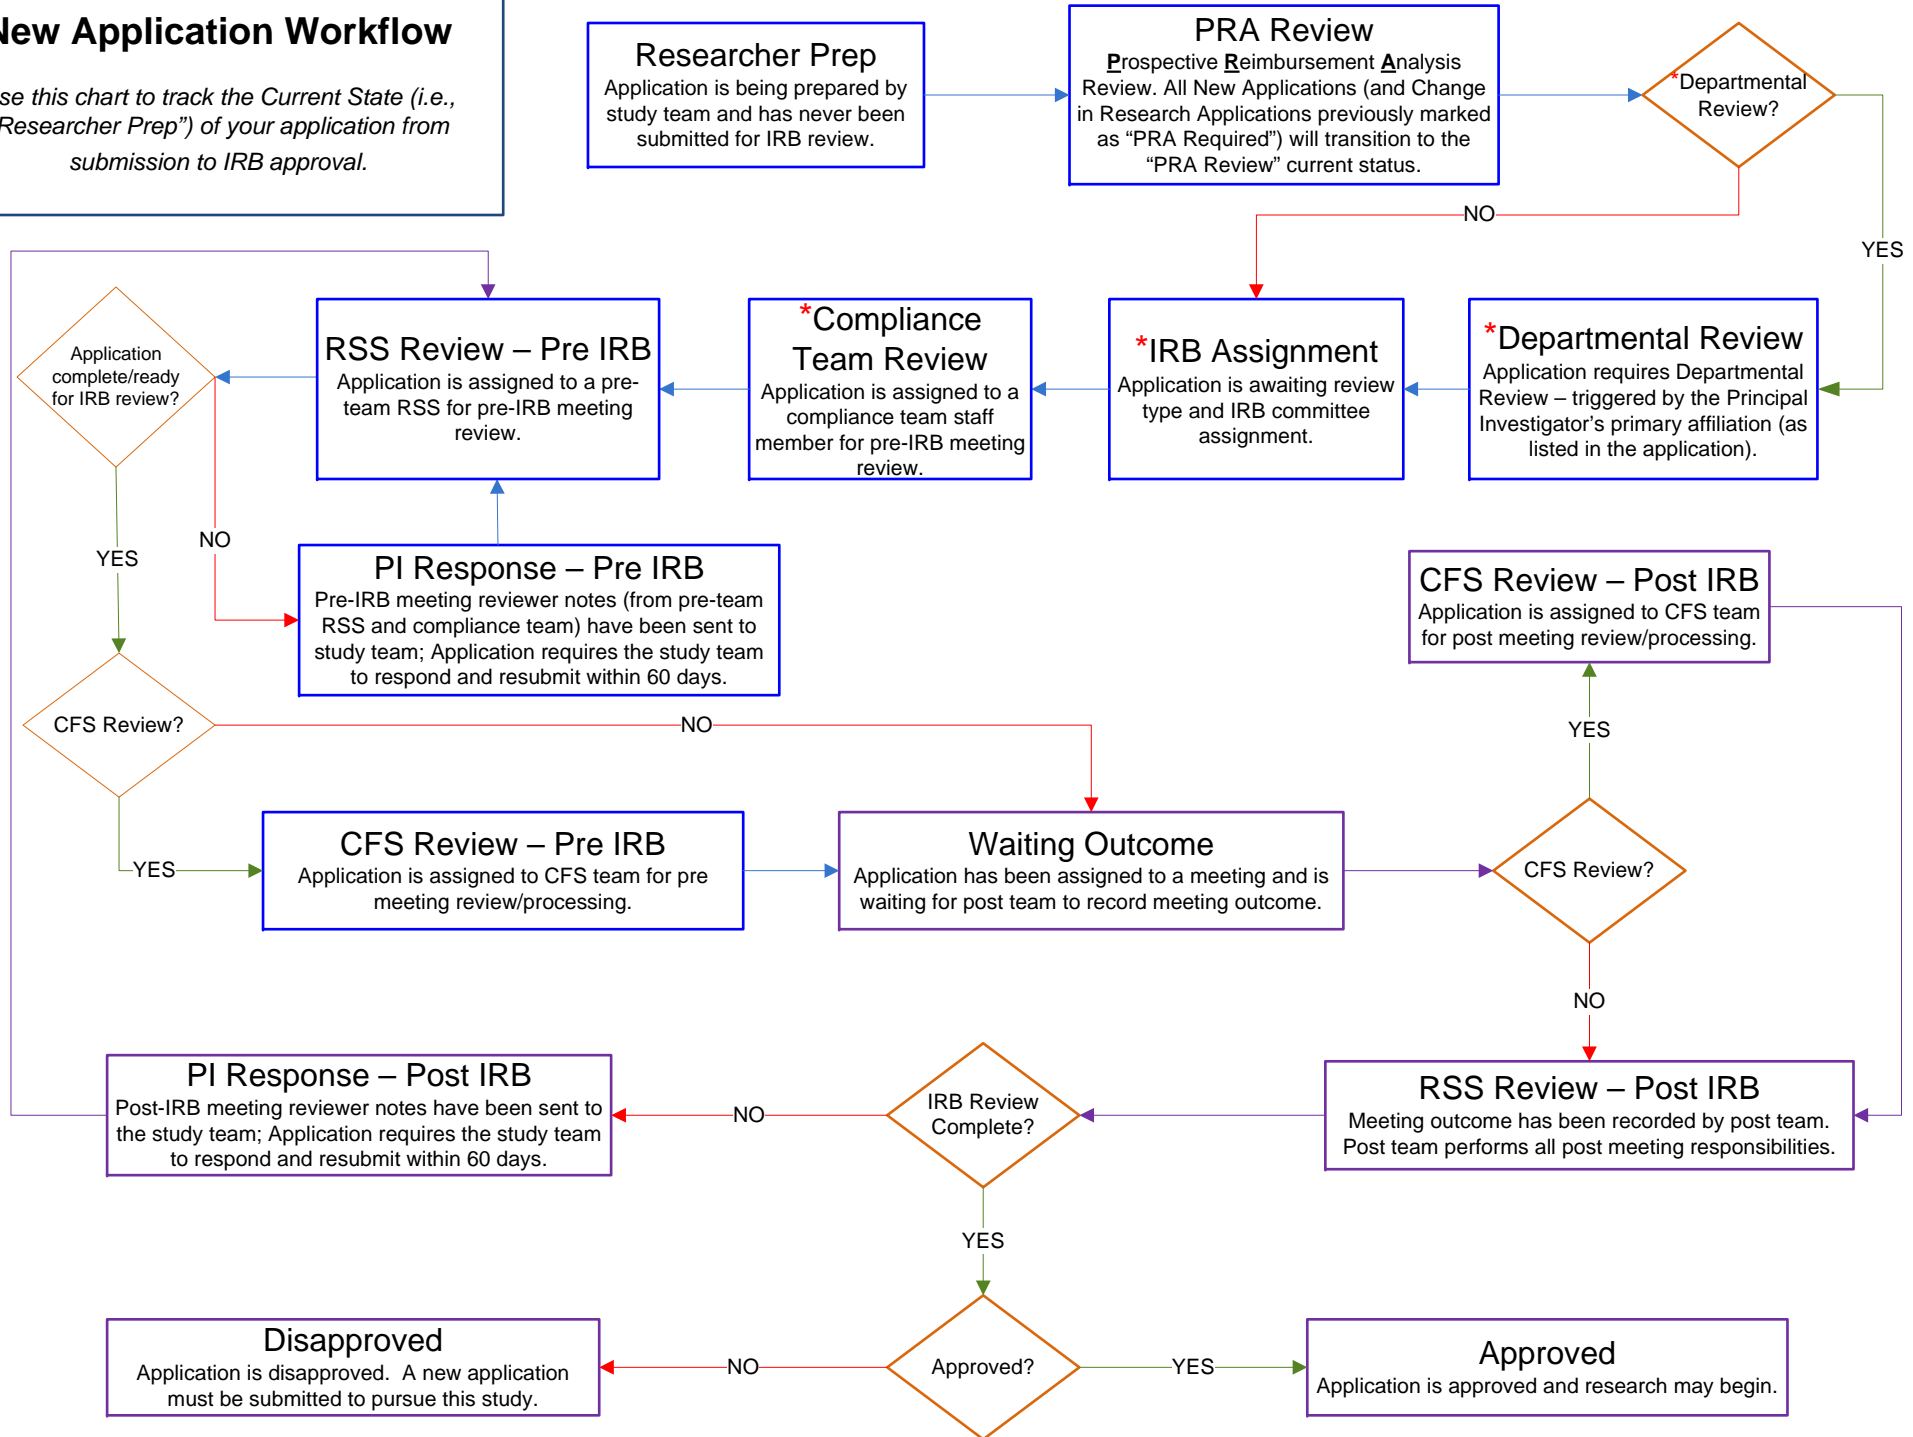 New Application Workflow
se this chart to track the Current State (i.e.,
Researcher Prep”) of your application from
submission to IRB approval.
Researcher Prep
Application is being prepared by
study team and has never been
submitted for IRB review.
PRA Review
Prospective Reimbursement Analysis
Review. All New Applications (and Change
in Research Applications previously marked
as “PRA Required”) will transition to the
“PRA Review” current status.
*Departmental
Review?
NO
YES
Application
complete/ready
for IRB review?
RSS Review – Pre IRB
Application is assigned to a pre-
team RSS for pre-IRB meeting
review.
*Compliance
Team Review
Application is assigned to a
compliance team staff
member for pre-IRB meeting
review.
*IRB Assignment
Application is awaiting review
type and IRB committee
assignment.
*Departmental Review
Application requires Departmental
Review – triggered by the Principal
Investigator’s primary affiliation (as
listed in the application).
YES
NO
PI Response – Pre IRB
Pre-IRB meeting reviewer notes (from pre-team
RSS and compliance team) have been sent to
study team; Application requires the study team
to respond and resubmit within 60 days.
CFS Review – Post IRB
Application is assigned to CFS team
for post meeting review/processing.
CFS Review?
NO
YES
YES
CFS Review – Pre IRB
Application is assigned to CFS team for pre
meeting review/processing.
Waiting Outcome
Application has been assigned to a meeting and is
waiting for post team to record meeting outcome.
CFS Review?
NO
PI Response – Post IRB
Post-IRB meeting reviewer notes have been sent to
the study team; Application requires the study team
to respond and resubmit within 60 days.
NO
IRB Review
Complete?
RSS Review – Post IRB
Meeting outcome has been recorded by post team.
Post team performs all post meeting responsibilities.
YES
Disapproved
Application is disapproved.  A new application
must be submitted to pursue this study.
NO
Approved?
YES
Approved
Application is approved and research may begin.